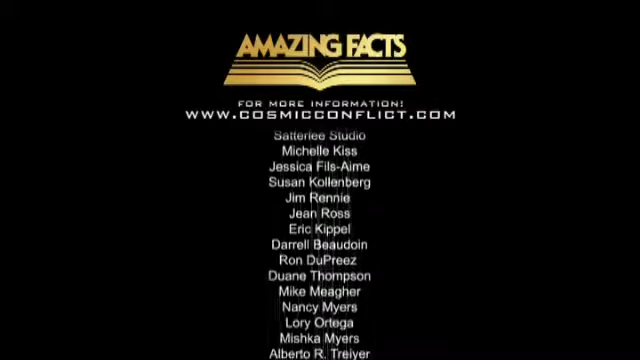 AMAZING FACTS
FOR MORE INFORMATION!
WWW.COSMICCONFLICT.COM
Satterlee Studio
Michelle Kiss
Jessica Fils-Aime
Susan Kollenberg
Jim Rennie
Jean Ross
Eric Kippel
Darrell Beaudoin
Ron DuPreez
Duane Thompson
Mike Meagher
Nancy Myers
Lory Ortega
Mishka Myers
Alberto R. Treiyer